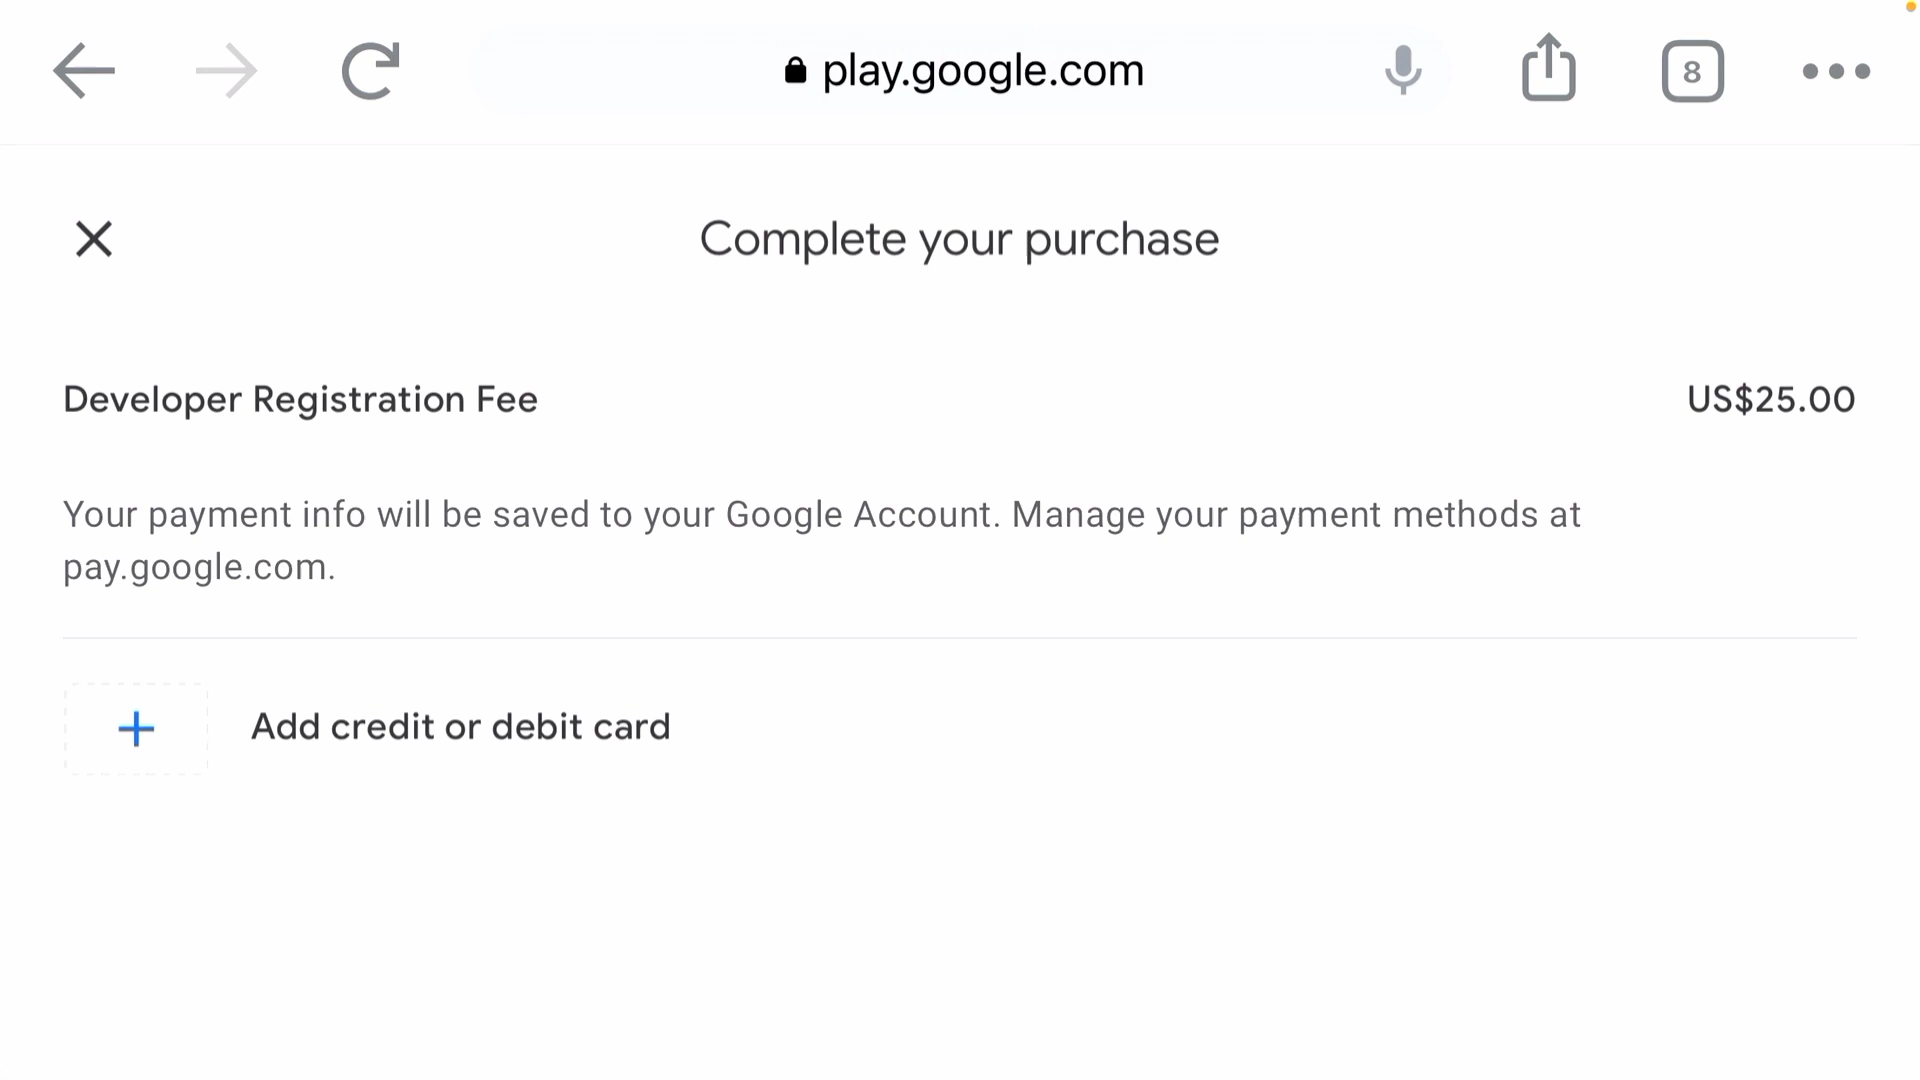 play.google.com
8
Complete your purchase
Developer Registration Fee US$25.00
Your payment info will be saved to your Google Account. Manage your payment methods at
pay.google.com.
Add credit or debit card